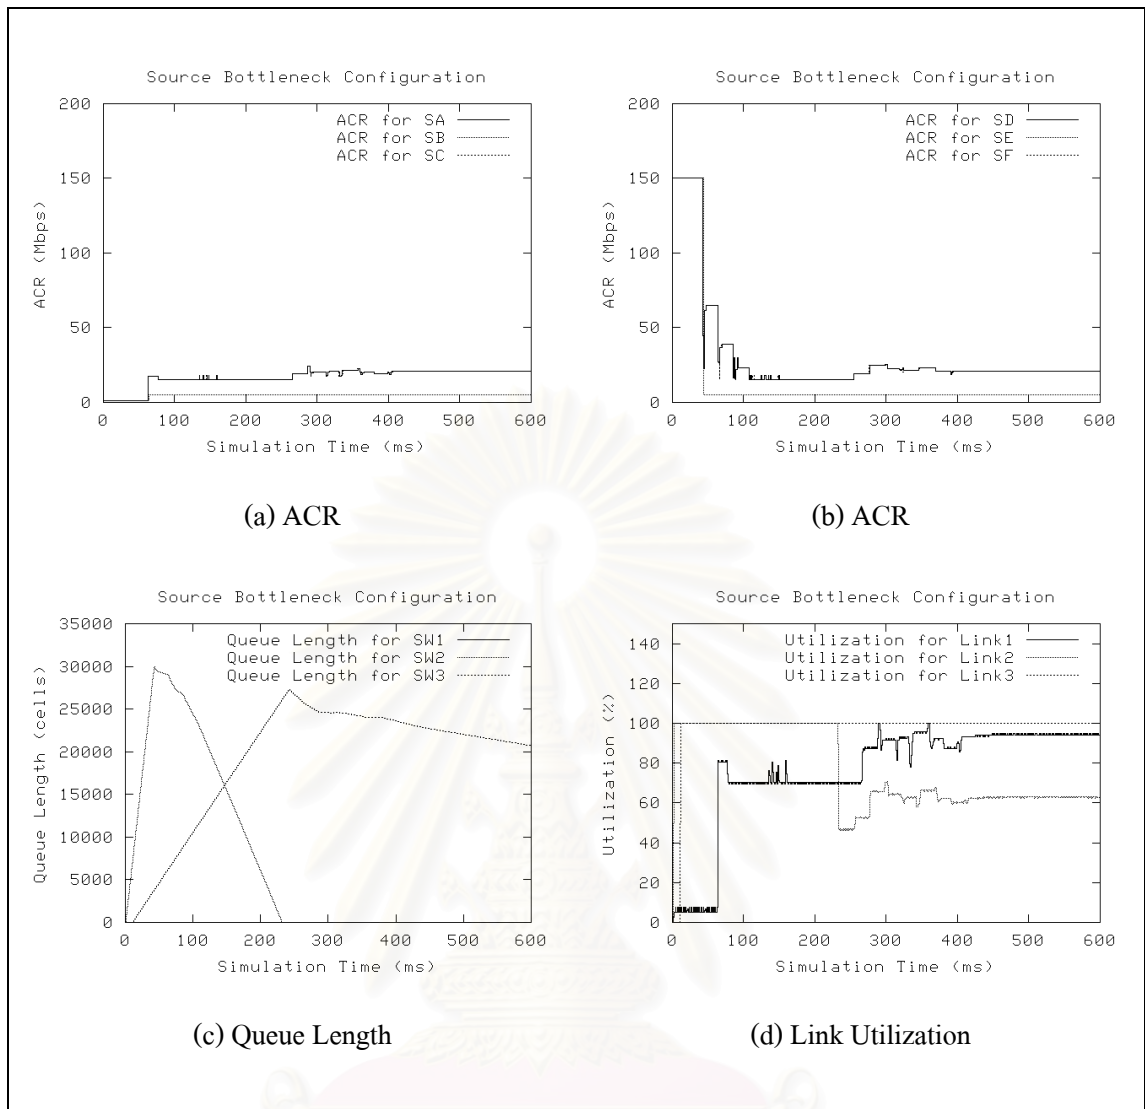 Source Bottleneck Configuration
200
150
100
50
0
ACR (Mbps)
ACR for SA
ACR for SB
ACR for SC
0 100 200 300 400 500 600
Simulation Time (ms)
(a) ACR
Source Bottleneck Configuration
200
150
100
50
0
ACR (Mbps)
ACR for SD
ACR for SE
ACR for SF
0 100 200 300 400 500 600
Simulation Time (ms)
(b) ACR
Source Bottleneck Configuration
35000
30000
25000
20000
15000
10000
5000
0
Queue Length (cells)
Queue Length for SW1
Queue Length for SW2
Queue Length for SW3
0 100 200 300 400 500 600
Simulation Time (ms)
(c) Queue Length
Source Bottleneck Configuration
140
120
100
80
60
40
20
0
Utilization (%)
Utilization for Link1
Utilization for Link2
Utilization for Link3
0 100 200 300 400 500 600
Simulation Time (ms)
(d) Link Utilization